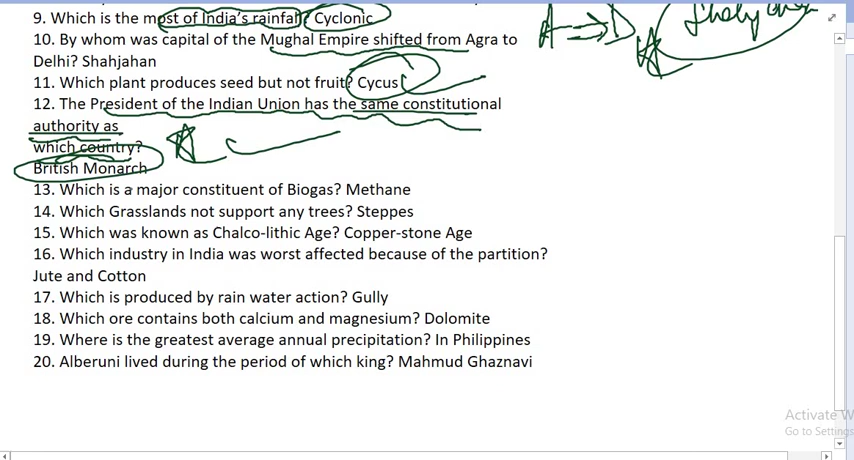 9. Which is the most of India's rainfall? Cyclonic
10. By whom was capital of the Mughal Empire shifted from Agra to
Delhi? Shahjahan
A ⇒ D
11. Which plant produces seed but not fruit? Cycus
12. The President of the Indian Union has the same constitutional
authority as
which country?
British Monarch
13. Which is a major constituent of Biogas? Methane
14. Which Grasslands not support any trees? Steppes
15. Which was known as Chalco-lithic Age? Copper-stone Age
16. Which industry in India was worst affected because of the partition?
Jute and Cotton
17. Which is produced by rain water action? Gully
18. Which ore contains both calcium and magnesium? Dolomite
19. Where is the greatest average annual precipitation? In Philippines
20. Alberuni lived during the period of which king? Mahmud Ghaznavi
Activate W
Go to Settings